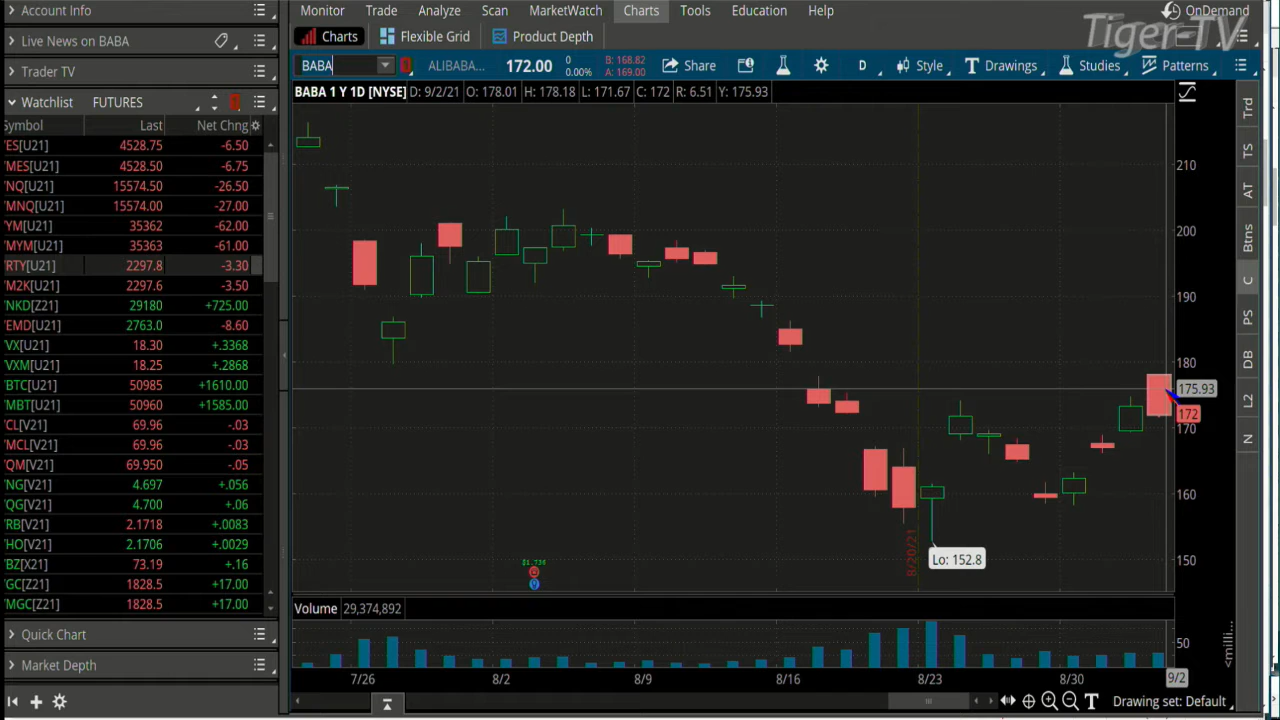 Account Info
Live News on BABA
Trader TV
Watchlist FUTURES
Symbol Last Net Chng
/ES[U21] 4528.75 -6.50
/MES[U21] 4528.50 -6.75
/NQ[U21] 15574.50 -26.50
/MNQ[U21] 15574.00 -27.00
/YM[U21] 35362 -62.00
/MYM[U21] 35363 -61.00
/RTY[U21] 2297.8 -3.30
/M2K[U21] 2297.6 -3.50
/NKD[Z21] 29180 +725.00
/EMD[U21] 2763.0 -8.60
/VX[U21] 18.30 +.3368
/VXM[U21] 18.25 +.2868
/BTC[U21] 50985 +1610.00
/MBT[U21] 50960 +1585.00
/CL[V21] 69.96 -.03
/MCL[V21] 69.96 -.03
/QM[V21] 69.950 -.05
/NG[V21] 4.697 +.056
/QG[V21] 4.700 +.06
/RB[V21] 2.1718 +.0083
/HO[V21] 2.1706 +.0029
/BZ[X21] 73.19 +.16
/GC[Z21] 1828.5 +17.00
/MGC[Z21] 1828.5 +17.00
Quick Chart
Market Depth
Monitor Trade Analyze Scan MarketWatch Charts Tools Education Help
OnDemand
Tiger-TV
Charts Flexible Grid Product Depth
BABA ALIBABA... 172.00 0 0.00% B: 168.82 A: 169.00 Share D Style Drawings Studies Patterns
BABA 1 Y 1D [NYSE] D: 9/2/21 O: 178.01 H: 178.18 L: 171.67 C: 172 R: 6.51 Y: 175.93
210
200
190
180
175.93
172
170
160
150
8/20/21
Lo: 152.8
Volume 29,374,892
50
<milli...
7/26 8/2 8/9 8/16 8/23 8/30 9/2
Drawing set: Default
Trd
TS
AT
Btns
C
PS
DB
L2
N